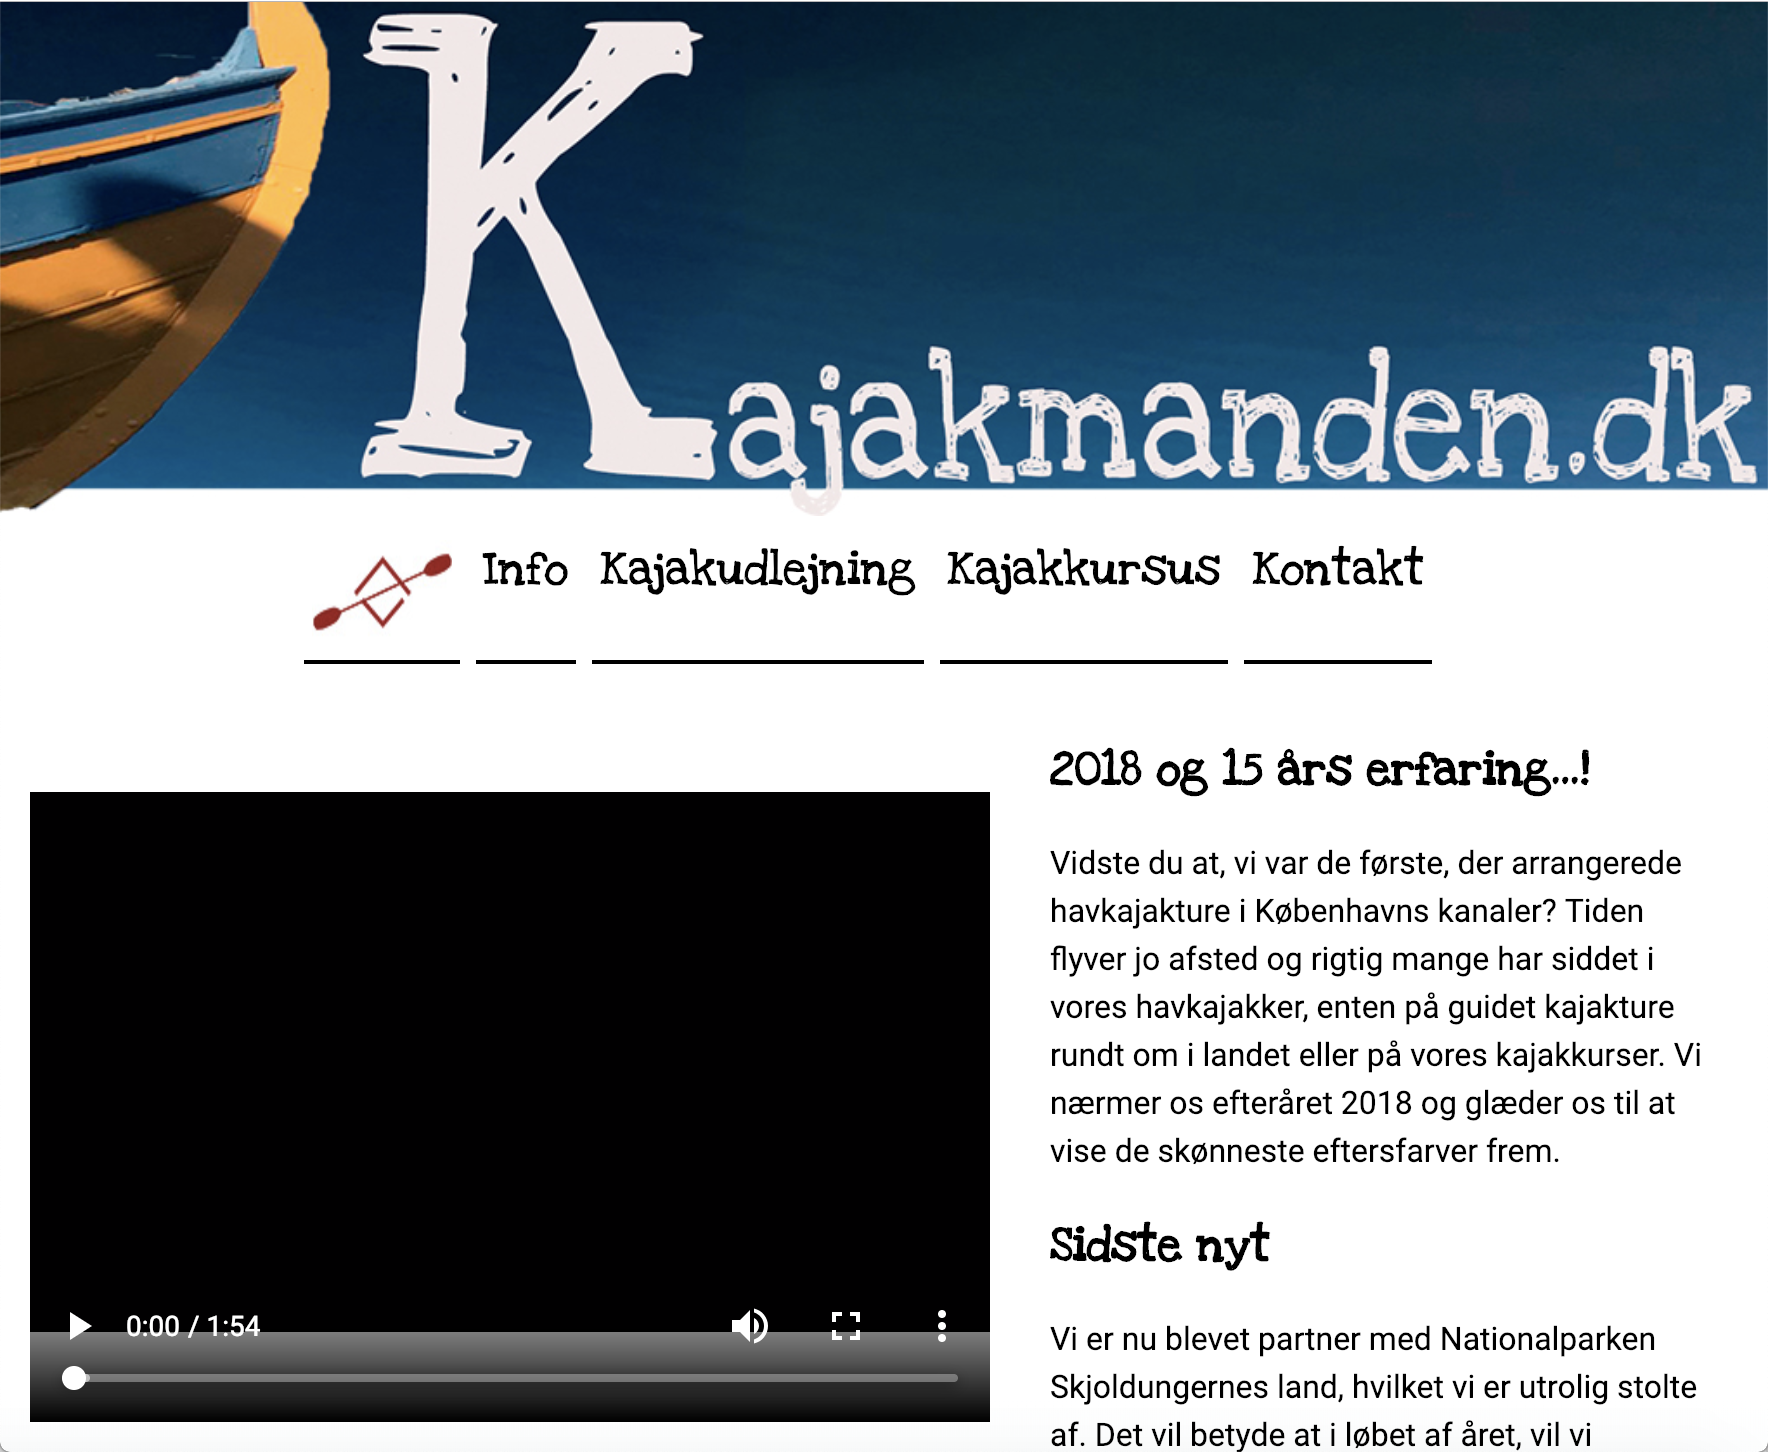 Kajakmanden.dk
Info Kajakudlejning Kajakkursus Kontakt
2018 og 15 års erfaring...!
Vidste du at, vi var de første, der arrangerede
havkajakture i Københavns kanaler? Tiden
flyver jo afsted og rigtig mange har siddet i
vores havkajakker, enten på guidet kajakture
rundt om i landet eller på vores kajakkurser. Vi
nærmer os efteråret 2018 og glæder os til at
vise de skønneste eftersfarver frem.
Sidste nyt
0:00 / 1:54
Vi er nu blevet partner med Nationalparken
Skjoldungernes land, hvilket vi er utrolig stolte
af. Det vil betyde at i løbet af året, vil vi